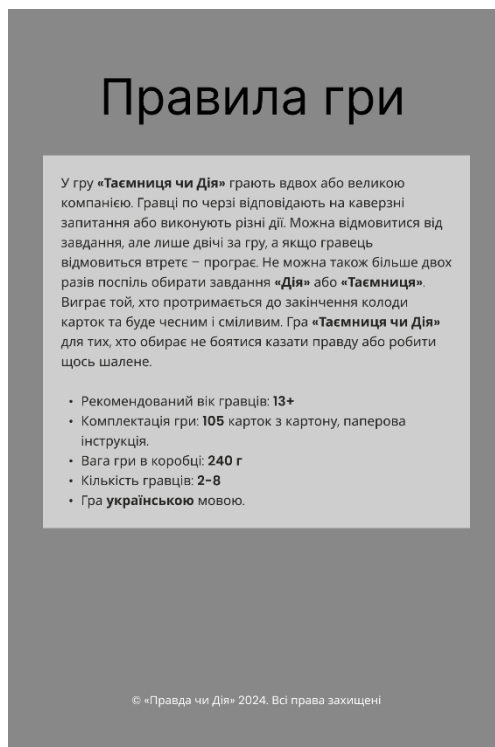 Правила гри
У гру «Таємниця чи Дія» грають вдвох або великою
компанією. Гравці по черзі відповідають на каверзні
запитання або виконують різні дії. Можна відмовитися від
завдання, але лише двічі за гру, а якщо гравець
відмовиться втретє – програє. Не можна також більше двох
разів поспіль обирати завдання «Дія» або «Таємниця».
Виграє той, хто протримається до закінчення колоди
карток та буде чесним і сміливим. Гра «Таємниця чи Дія»
для тих, хто обирає не боятися казати правду або робити
щось шалене.
• Рекомендований вік гравців: 13+
• Комплектація гри: 105 карток з картону, паперова
інструкція.
• Вага гри в коробці: 240 г
• Кількість гравців: 2-8
• Гра українською мовою.
© «Правда чи Дія» 2024. Всі права захищені